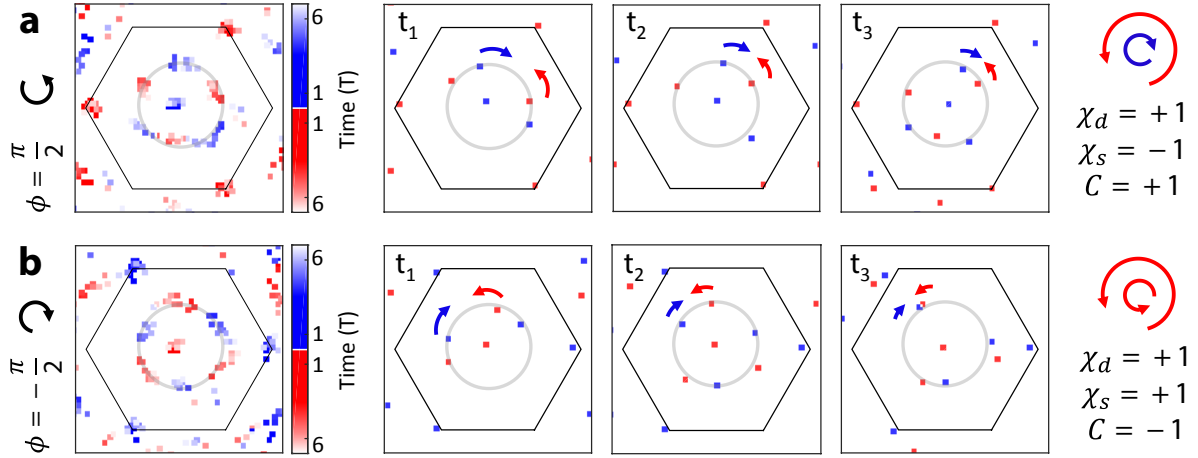 a
ϕ = π/2
6
1
1
6
Time (T)
t₁
t₂
t₃
χd = +1
χs = −1
C = +1
b
ϕ = −π/2
6
1
1
6
Time (T)
t₁
t₂
t₃
χd = +1
χs = +1
C = −1